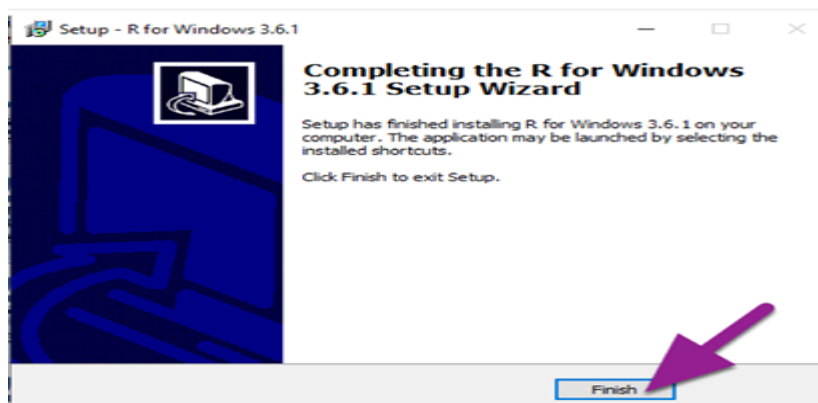 Setup - R for Windows 3.6.1
Completing the R for Windows
3.6.1 Setup Wizard
Setup has finished installing R for Windows 3.6.1 on your
computer. The application may be launched by selecting the
installed shortcuts.
Click Finish to exit Setup.
Finish